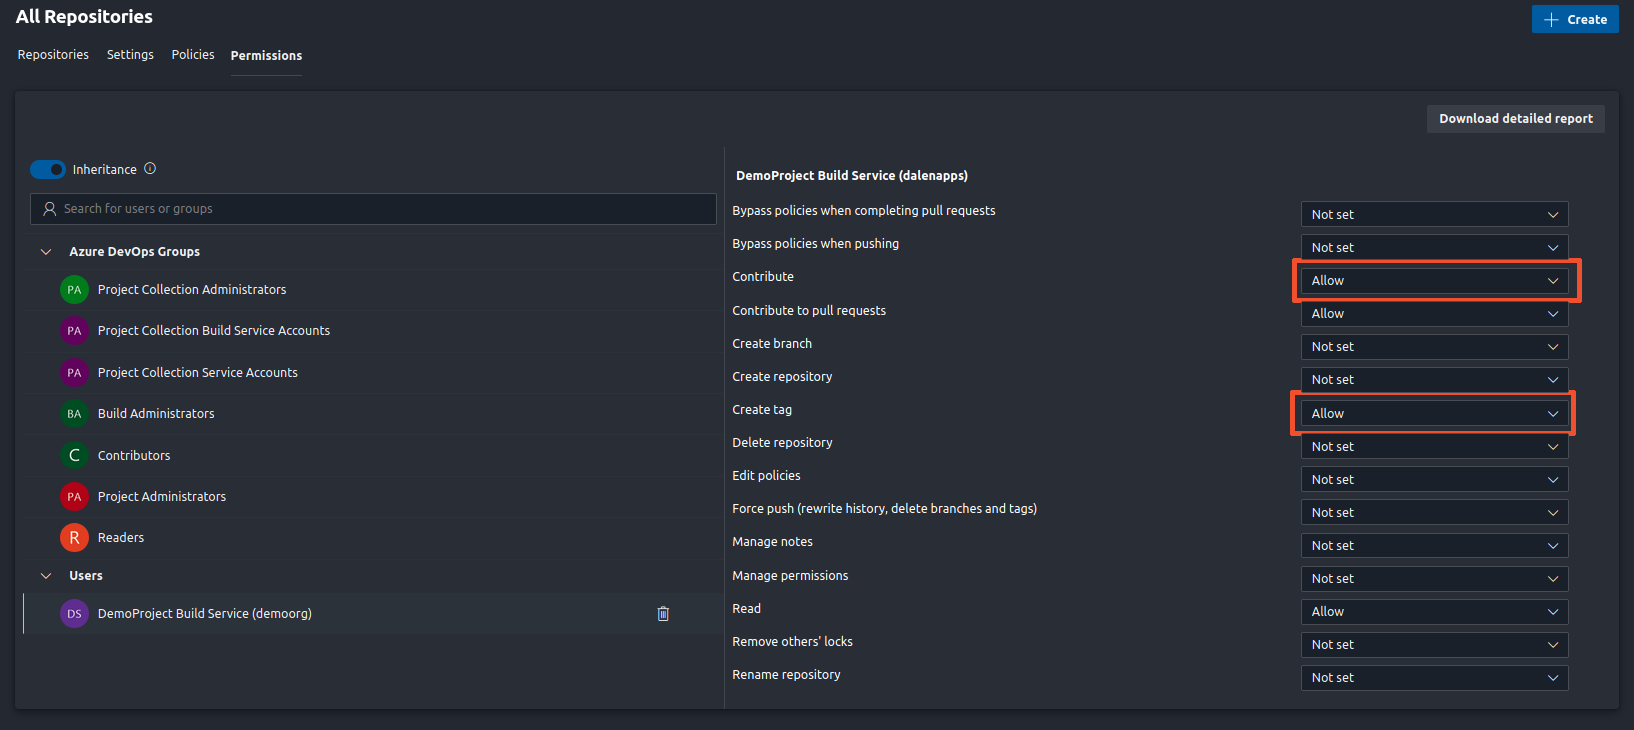 All Repositories
Create
Repositories Settings Policies Permissions
Download detailed report
Inheritance
Search for users or groups
Azure DevOps Groups
PA Project Collection Administrators
PA Project Collection Build Service Accounts
PA Project Collection Service Accounts
BA Build Administrators
C Contributors
PA Project Administrators
R Readers
Users
DS DemoProject Build Service (demoorg)
DemoProject Build Service (dalenapps)
Bypass policies when completing pull requests Not set
Bypass policies when pushing Not set
Contribute Allow
Contribute to pull requests Allow
Create branch Not set
Create repository Not set
Create tag Allow
Delete repository Not set
Edit policies Not set
Force push (rewrite history, delete branches and tags) Not set
Manage notes Not set
Manage permissions Not set
Read Allow
Remove others' locks Not set
Rename repository Not set